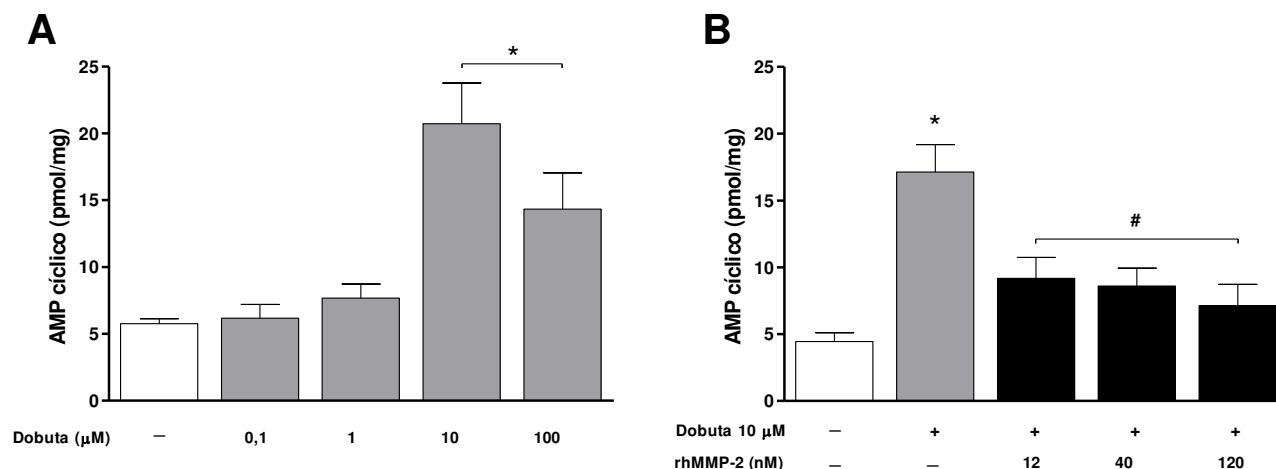 A
*
25
20
15
10
5
0
AMP cíclico (pmol/mg)
Dobuta (μM) – 0,1 1 10 100
B
*
#
25
20
15
10
5
0
AMP cíclico (pmol/mg)
Dobuta 10 μM – + + + +
rhMMP-2 (nM) – – 12 40 120